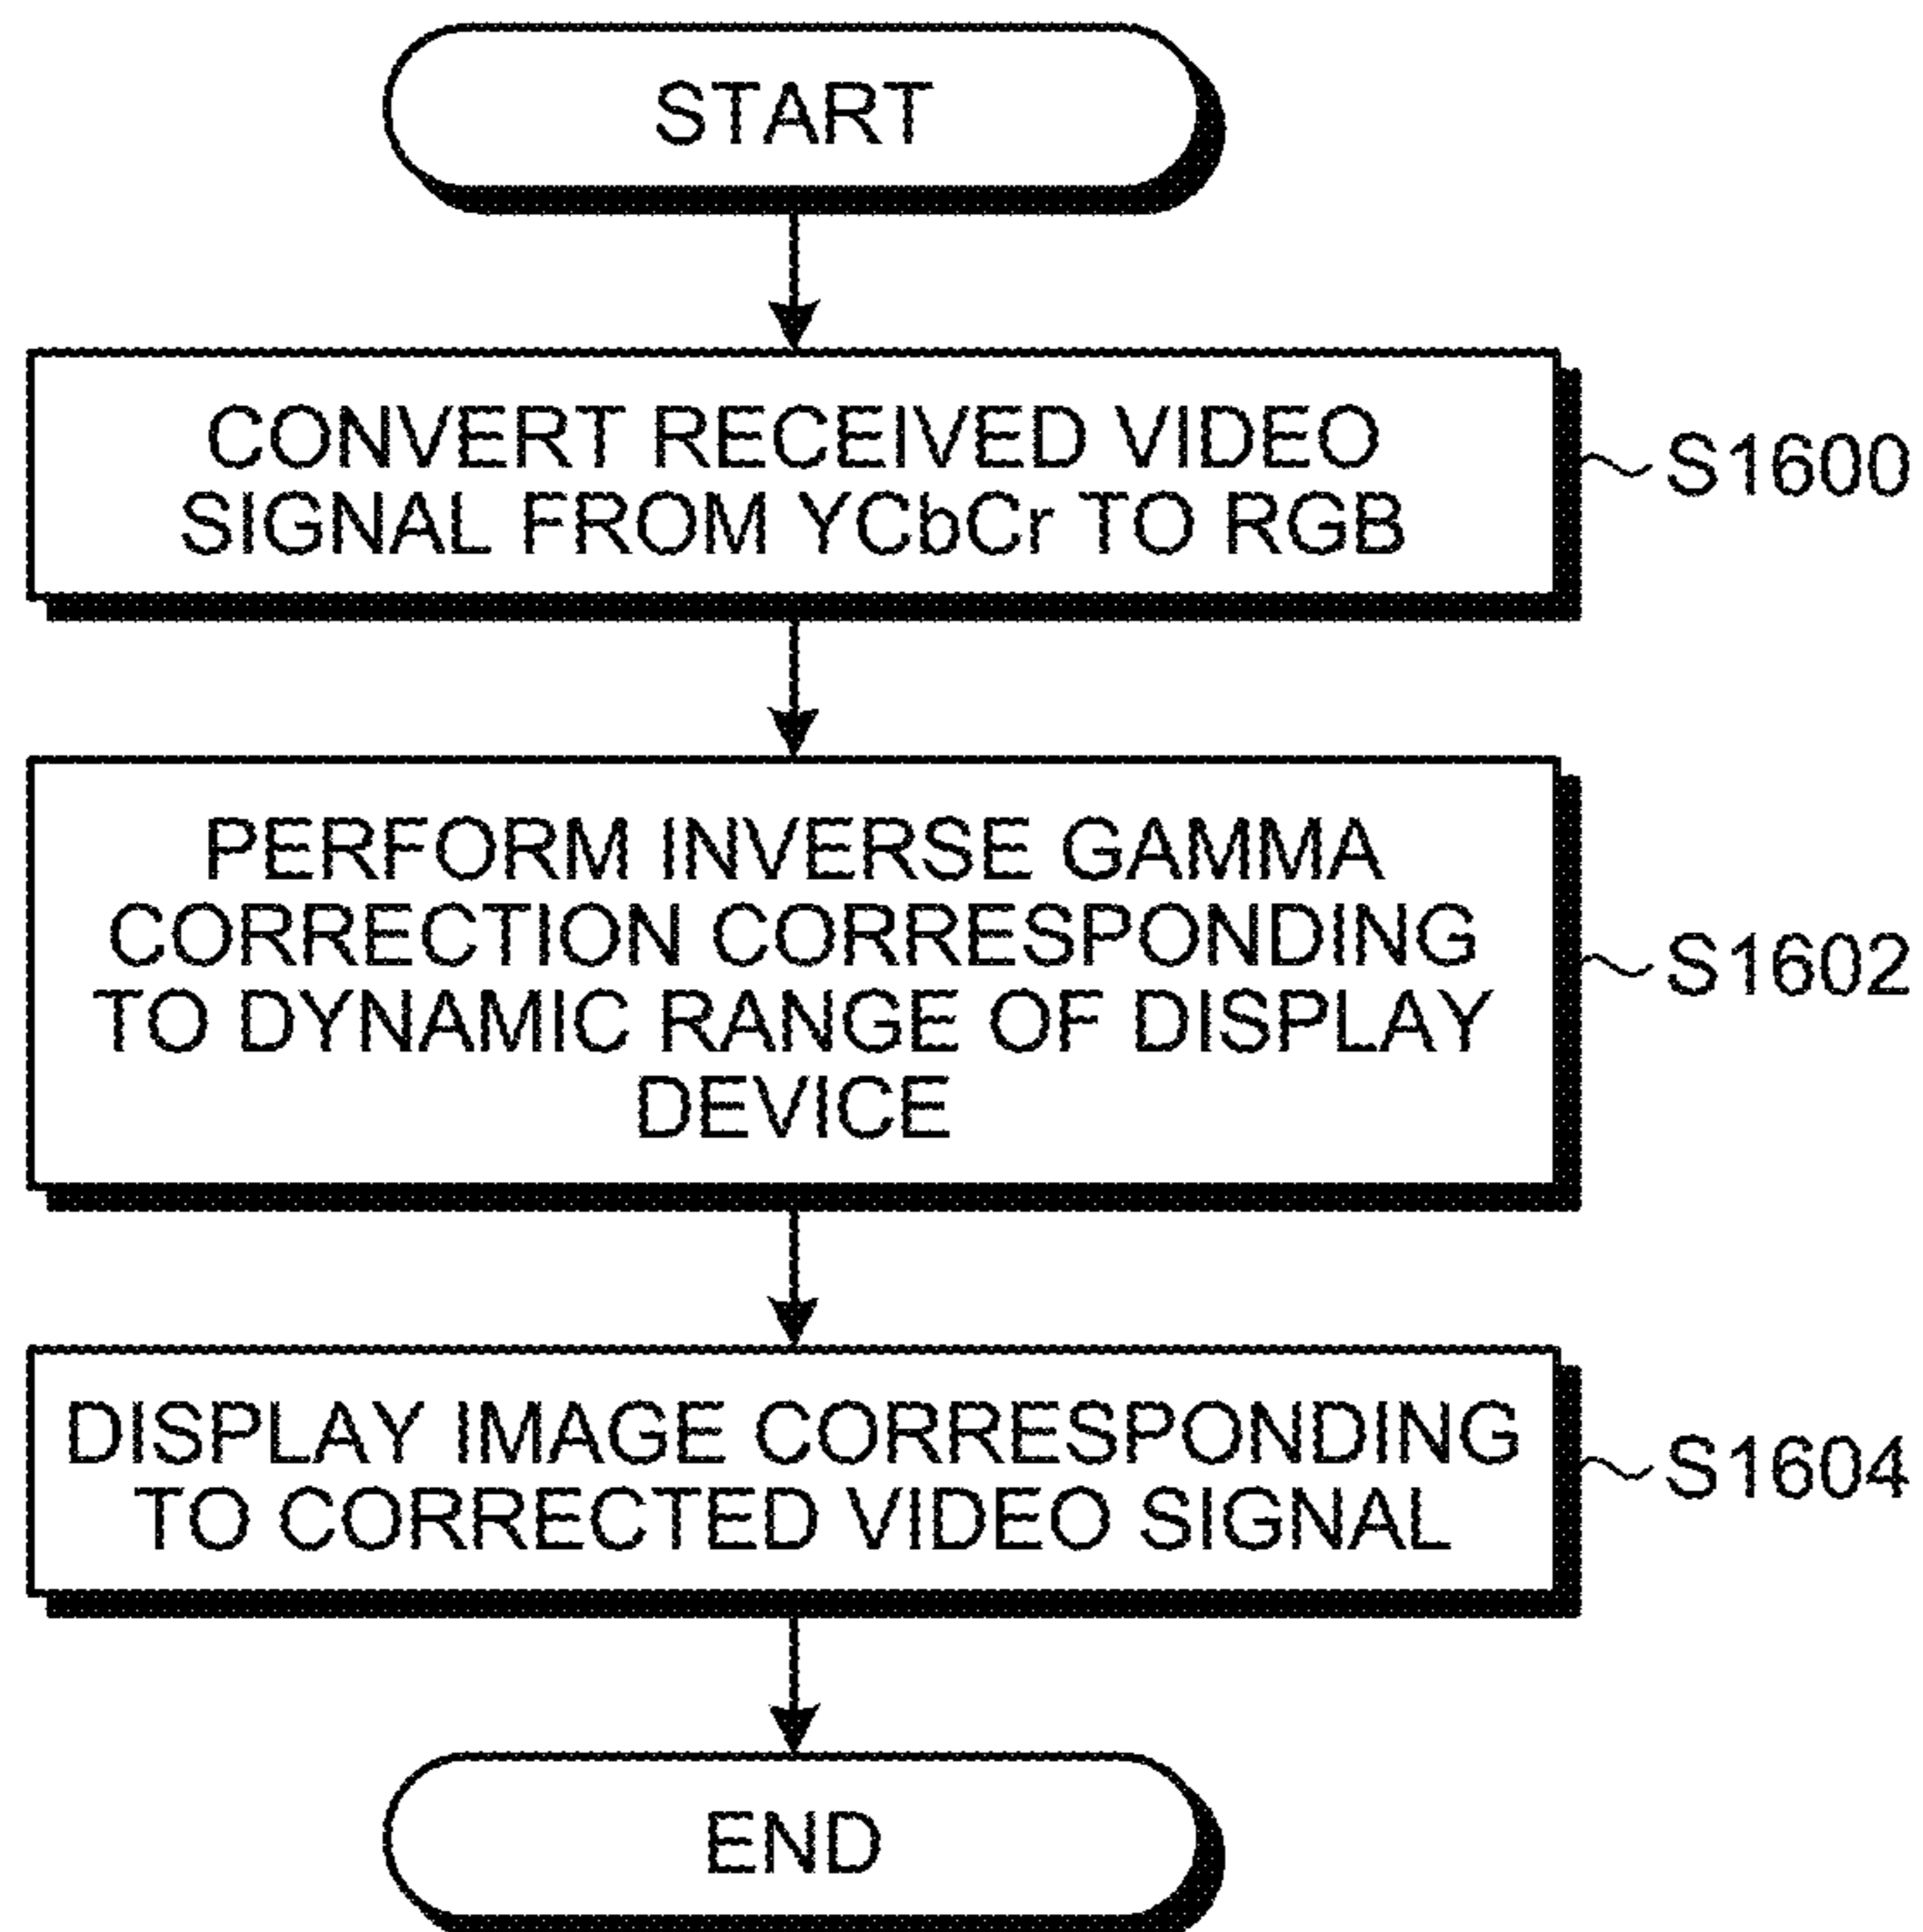 START
CONVERT RECEIVED VIDEO
SIGNAL FROM YCbCr TO RGB
S1600
PERFORM INVERSE GAMMA
CORRECTION CORRESPONDING
TO DYNAMIC RANGE OF DISPLAY
DEVICE
S1602
DISPLAY IMAGE CORRESPONDING
TO CORRECTED VIDEO SIGNAL
S1604
END